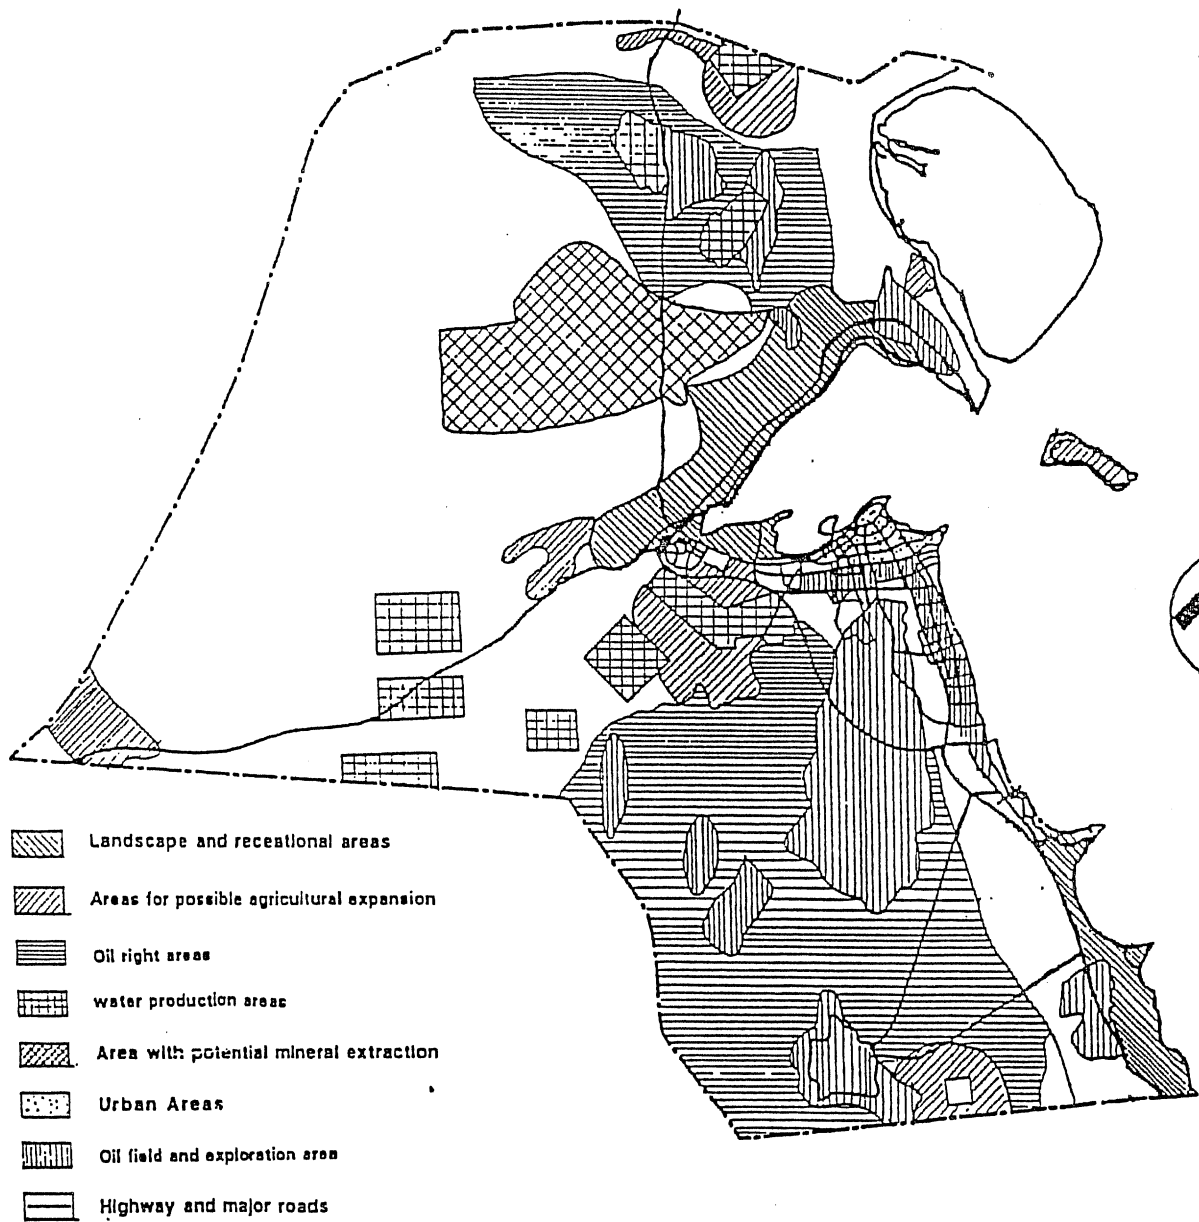 Landscape and receational areas
Areas for possible agricultural expansion
Oil right areas
water production areas
Area with potential mineral extraction
Urban Areas
Oil field and exploration area
Highway and major roads